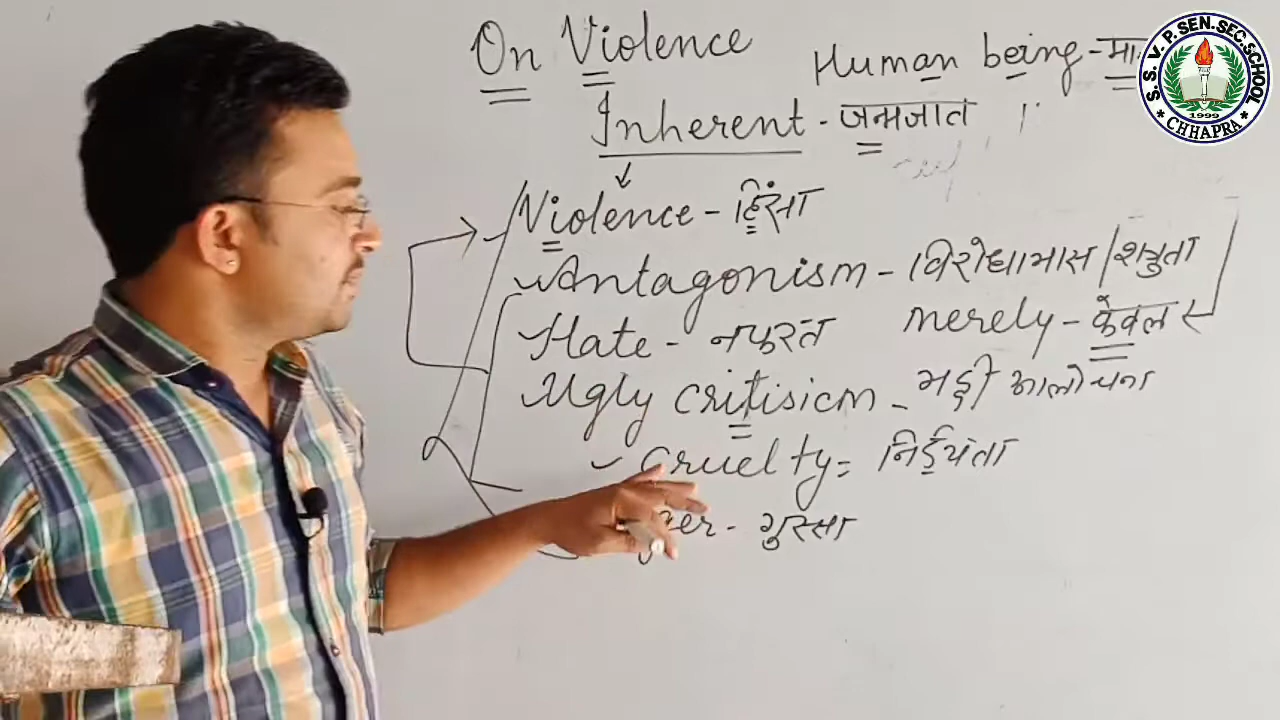 On Violence
Human being -
Inherent - जन्मजात
Violence - हिंसा
Antagonism - विरोधाभास / शत्रुता
Hate - नफरत
merely - केवल
Ugly critisicm - भद्दी आलोचना
Cruelty = निर्दयता
ger - गुस्सा
S. S. V. P. SEN. SEC. SCHOOL
1999
* CHHAPRA *